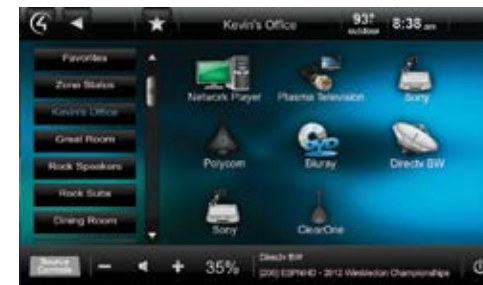 Kevin's Office
93°
outdoor
8:38 am
Favorites
Zone Status
Kevin's Office
Great Room
Rock Speakers
Rock Subs
Dining Room
Network Player
Plasma Television
Sony
Polycom
Bluray
Directv BW
Sony
ClearOne
Source
Controls
35%
Directv BW
[206] ESPNHD - 2012 Wimbledon Championships